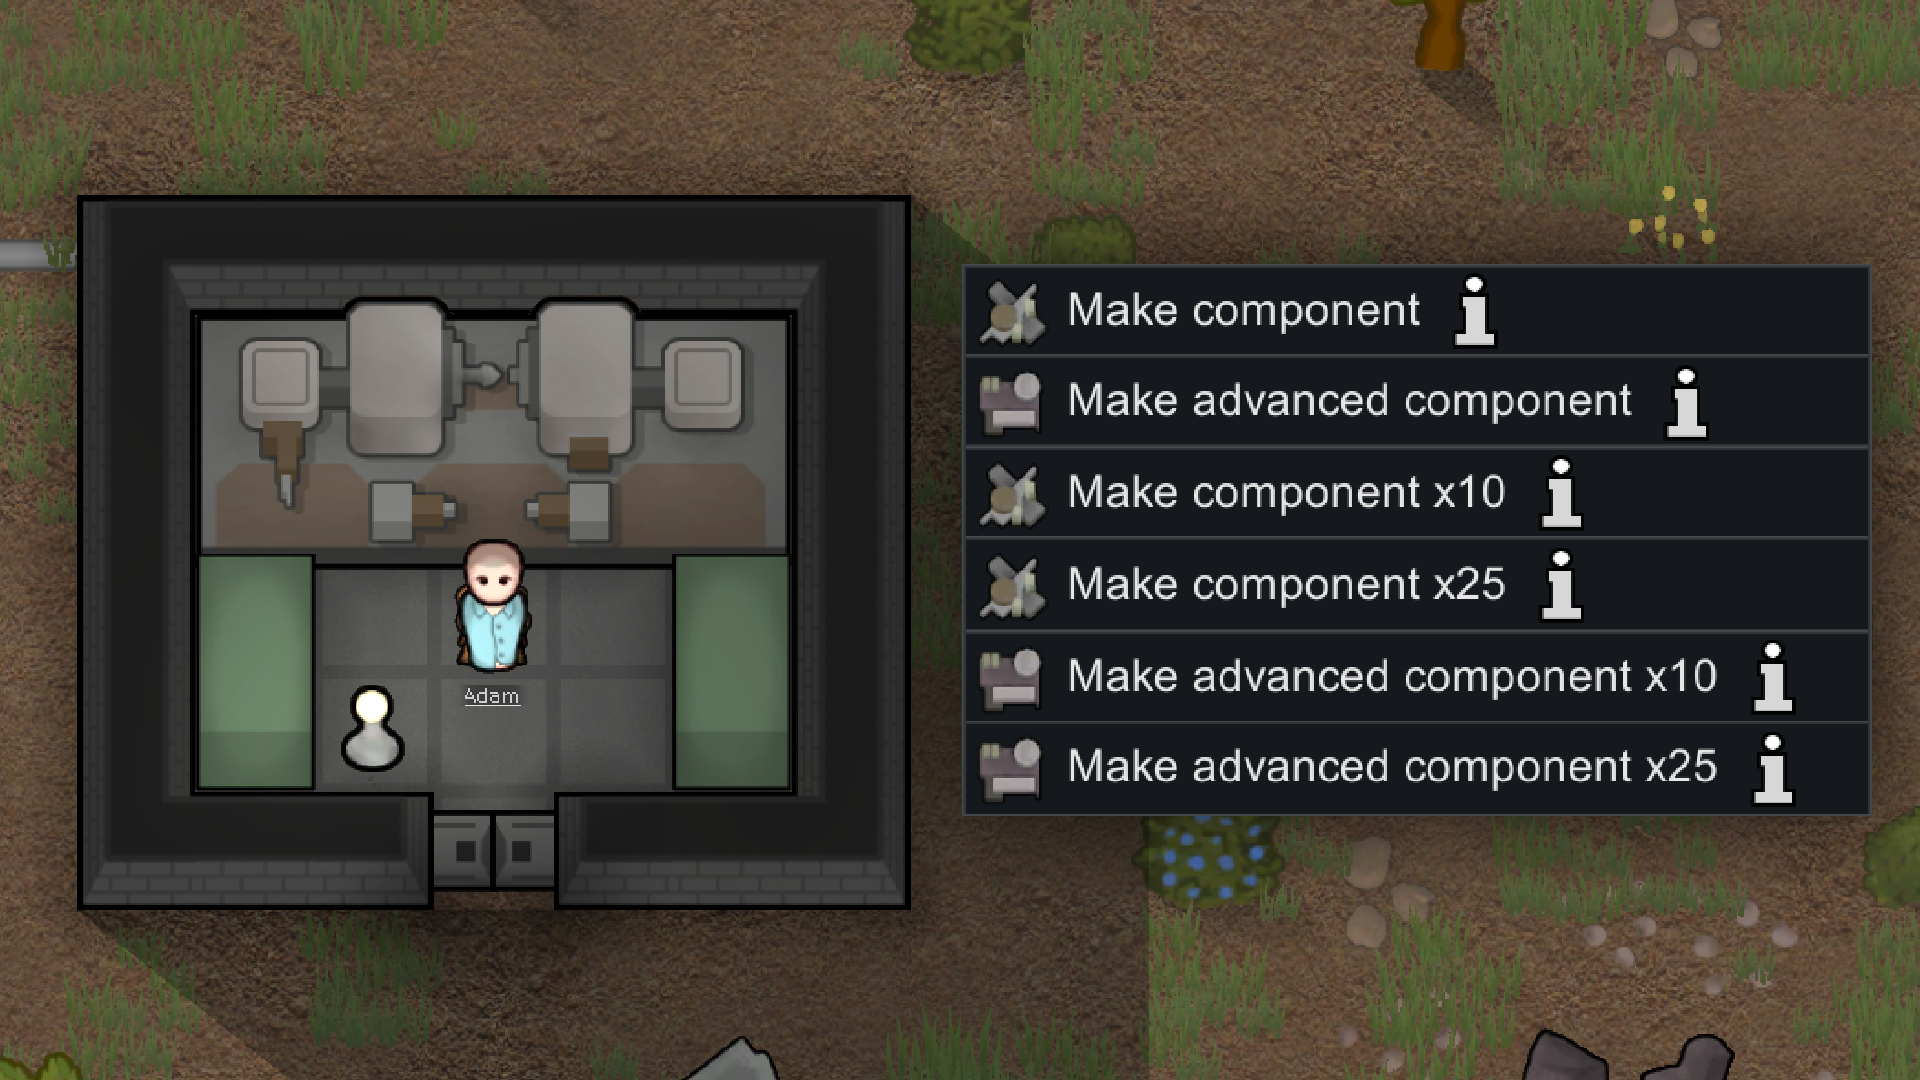 Make component
Make advanced component
Make component x10
Make component x25
Make advanced component x10
Make advanced component x25
Adam